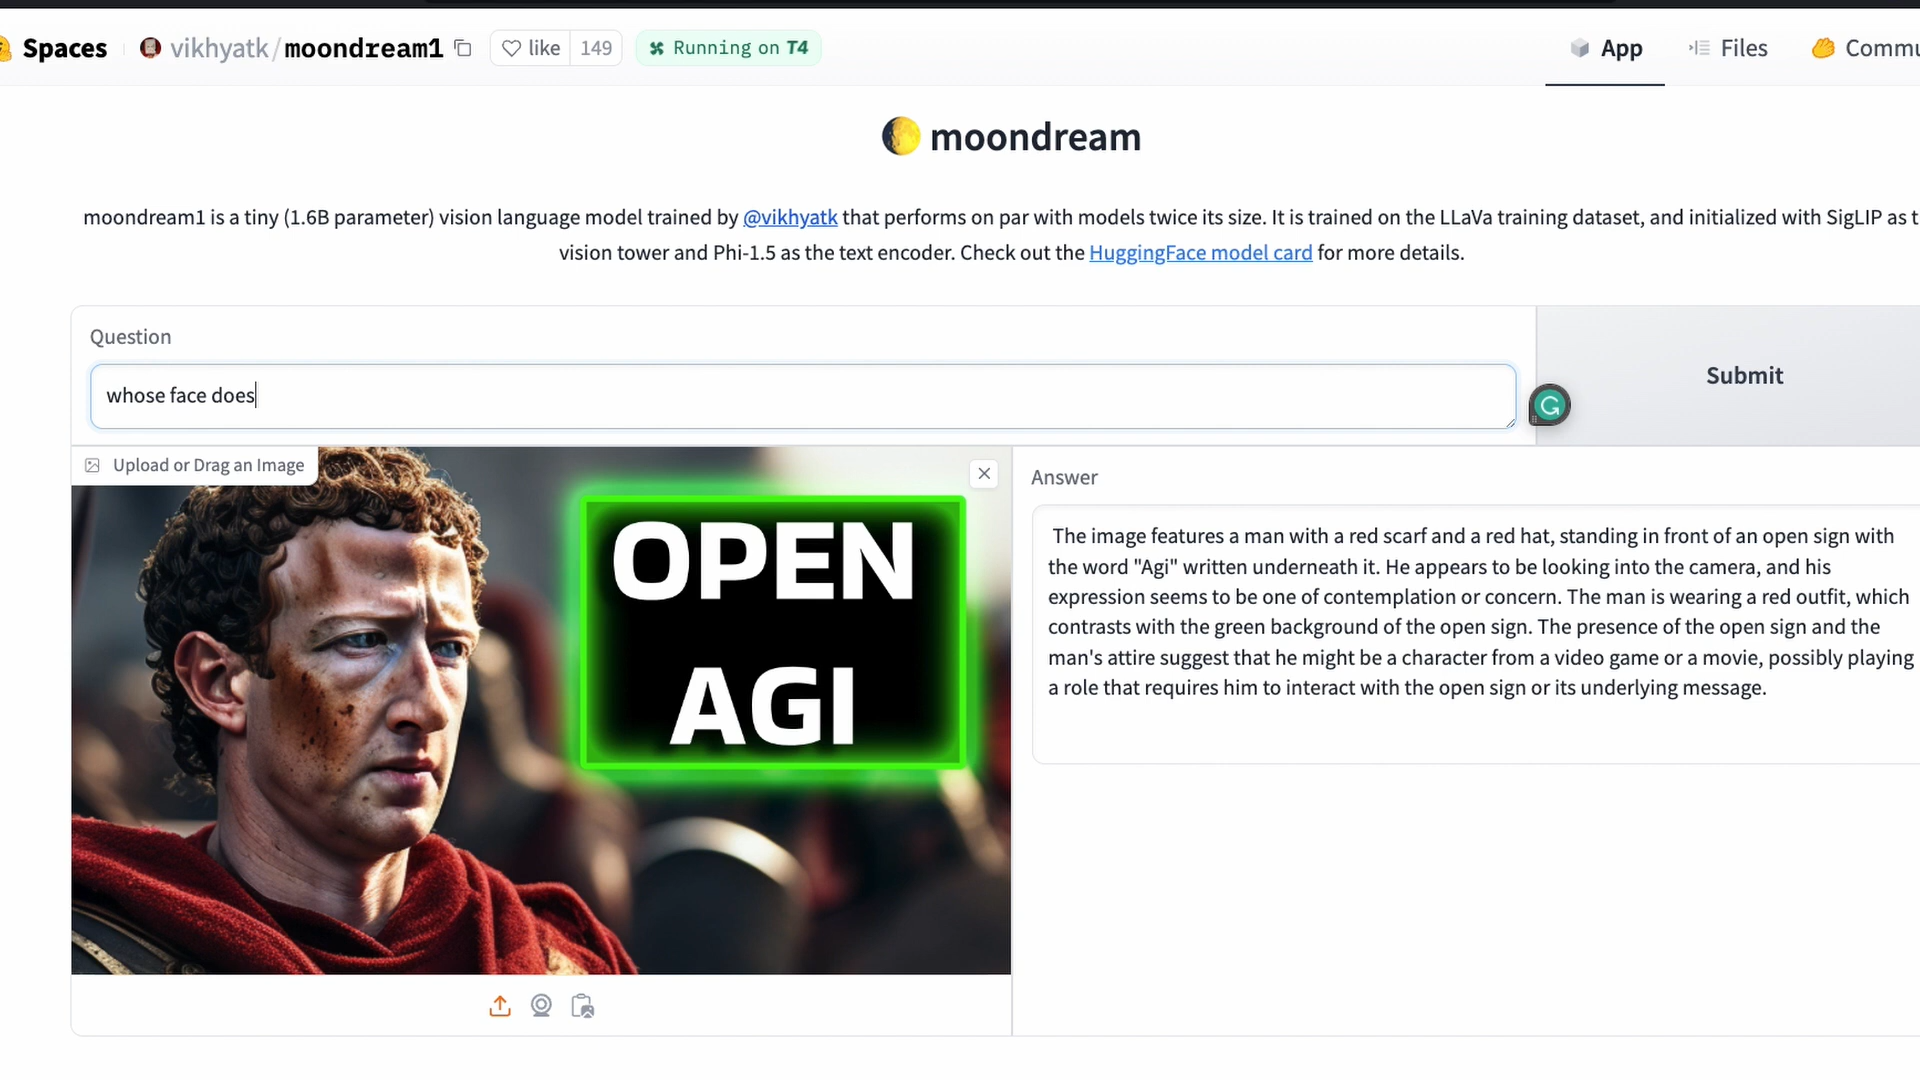 Spaces vikhyatk/moondream1 like 149 Running on T4 App Files Commu
moondream
moondream1 is a tiny (1.6B parameter) vision language model trained by @vikhyatk that performs on par with models twice its size. It is trained on the LLaVa training dataset, and initialized with SigLIP as t
vision tower and Phi-1.5 as the text encoder. Check out the HuggingFace model card for more details.
Question
whose face does
Submit
Upload or Drag an Image
OPEN
AGI
Answer
The image features a man with a red scarf and a red hat, standing in front of an open sign with
the word "Agi" written underneath it. He appears to be looking into the camera, and his
expression seems to be one of contemplation or concern. The man is wearing a red outfit, which
contrasts with the green background of the open sign. The presence of the open sign and the
man's attire suggest that he might be a character from a video game or a movie, possibly playing
a role that requires him to interact with the open sign or its underlying message.